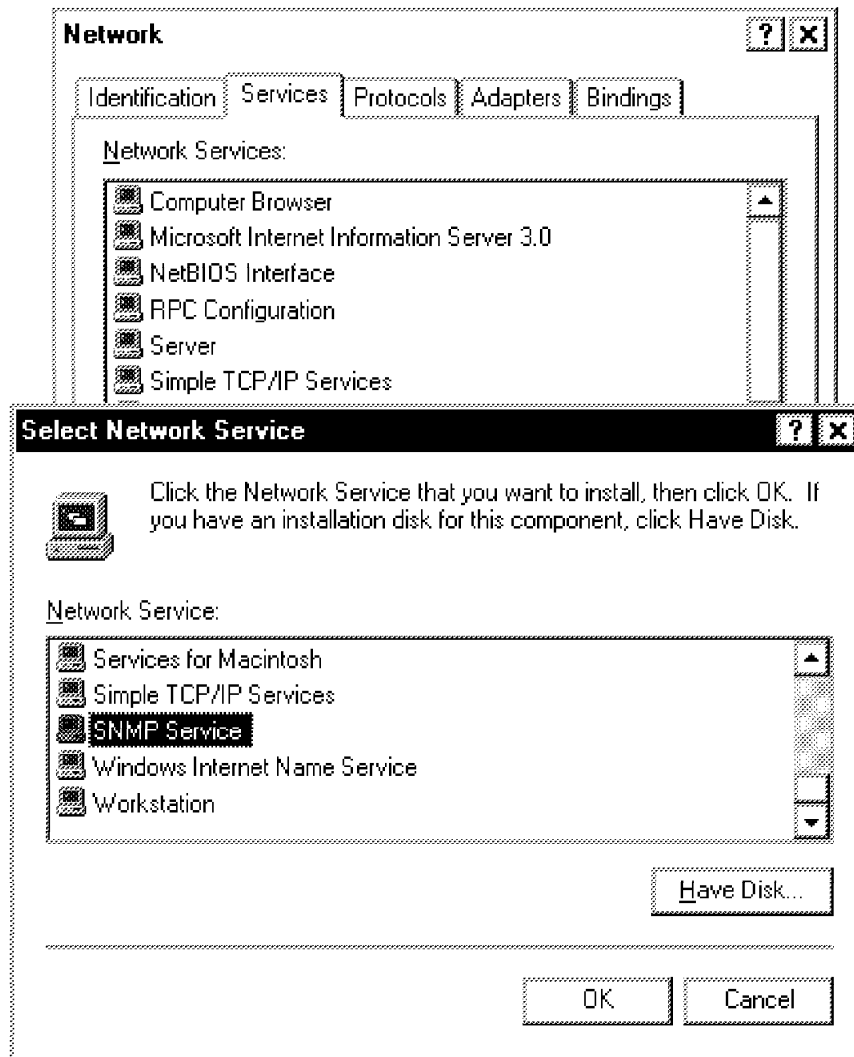 Network
Identification Services Protocols Adapters Bindings
Network Services:
Computer Browser
Microsoft Internet Information Server 3.0
NetBIOS Interface
RPC Configuration
Server
Simple TCP/IP Services
Select Network Service
Click the Network Service that you want to install, then click OK. If
you have an installation disk for this component, click Have Disk.
Network Service:
Services for Macintosh
Simple TCP/IP Services
SNMP Service
Windows Internet Name Service
Workstation
Have Disk...
OK Cancel